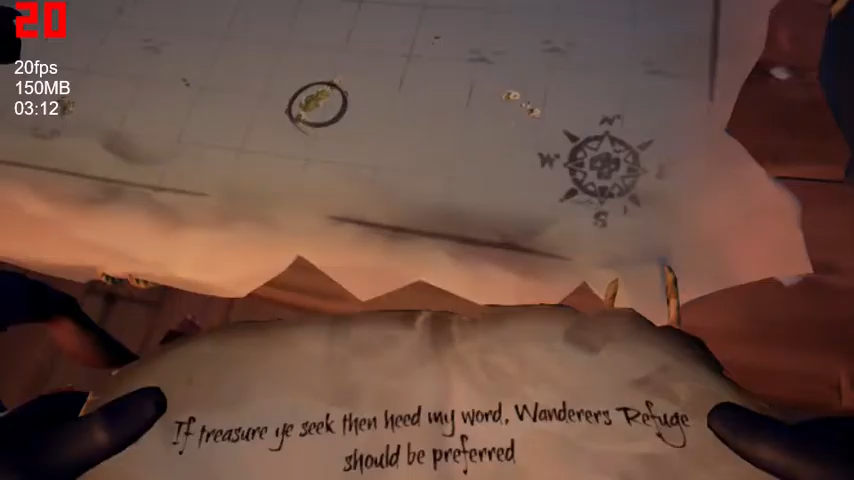 20
20fps
150MB
03:12
N
W
S
If treasure ye seek then heed my word, Wanderers Refuge
should be preferred